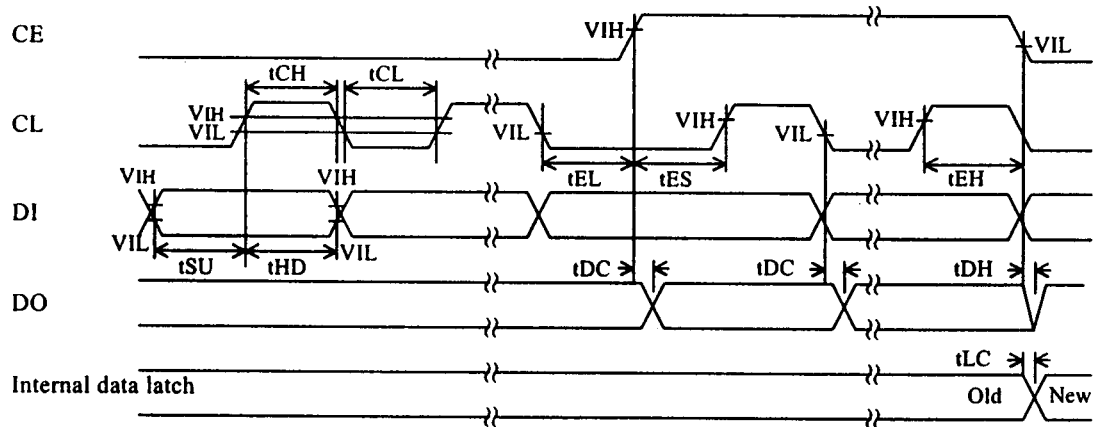 CE
VIH
VIL
tCH
tCL
CL
VIH
VIL
VIL
VIH
VIL
VIH
tEL
tES
tEH
VIH
VIH
DI
VIL
VIL
tSU
tHD
tDC
tDC
tDH
DO
tLC
Internal data latch
Old
New